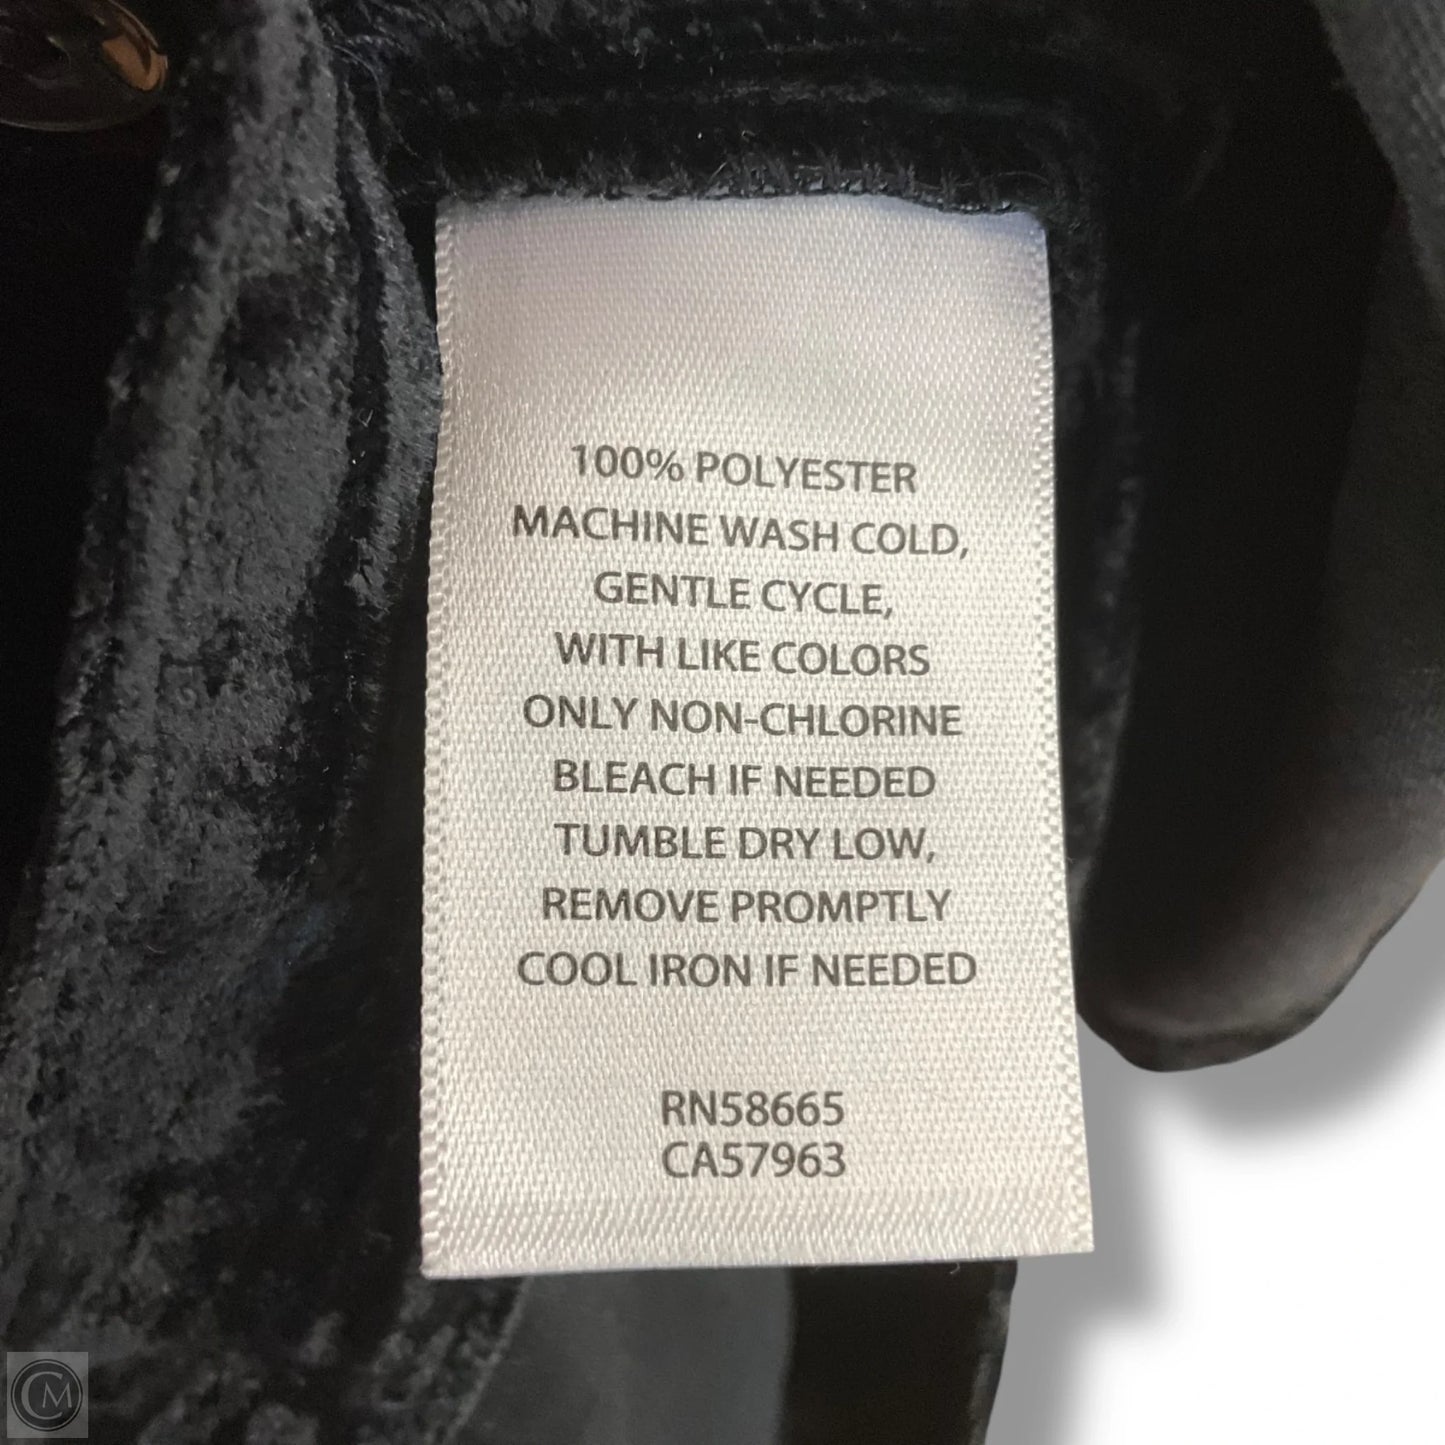 100% POLYESTER
MACHINE WASH COLD,
GENTLE CYCLE,
WITH LIKE COLORS
ONLY NON-CHLORINE
BLEACH IF NEEDED
TUMBLE DRY LOW,
REMOVE PROMPTLY
COOL IRON IF NEEDED
RN58665
CA57963
CM